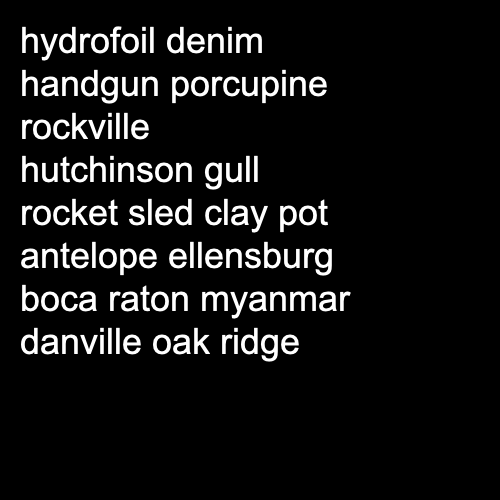 hydrofoil denim
handgun porcupine
rockville
hutchinson gull
rocket sled clay pot
antelope ellensburg
boca raton myanmar
danville oak ridge